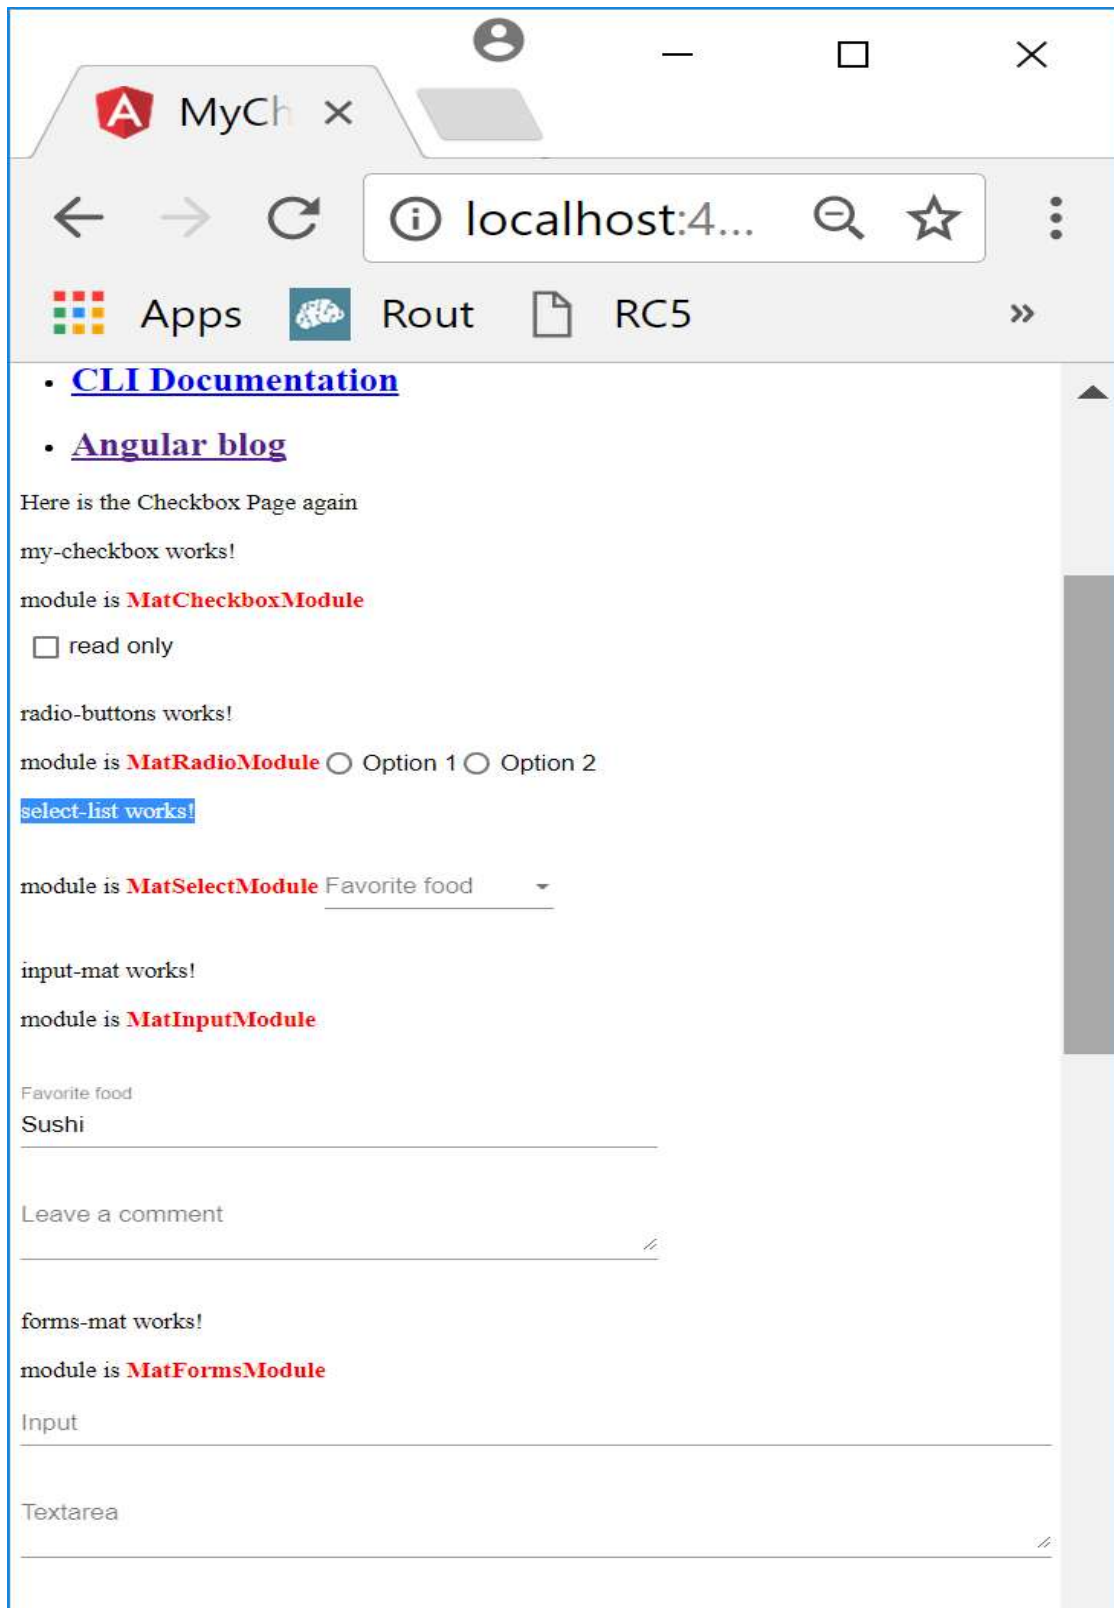 MyCh
localhost:4...
Apps Rout RC5 »
• CLI Documentation
• Angular blog
Here is the Checkbox Page again
my-checkbox works!
module is MatCheckboxModule
read only
radio-buttons works!
module is MatRadioModule Option 1 Option 2
select-list works!
module is MatSelectModule Favorite food
input-mat works!
module is MatInputModule
Favorite food
Sushi
Leave a comment
forms-mat works!
module is MatFormsModule
Input
Textarea